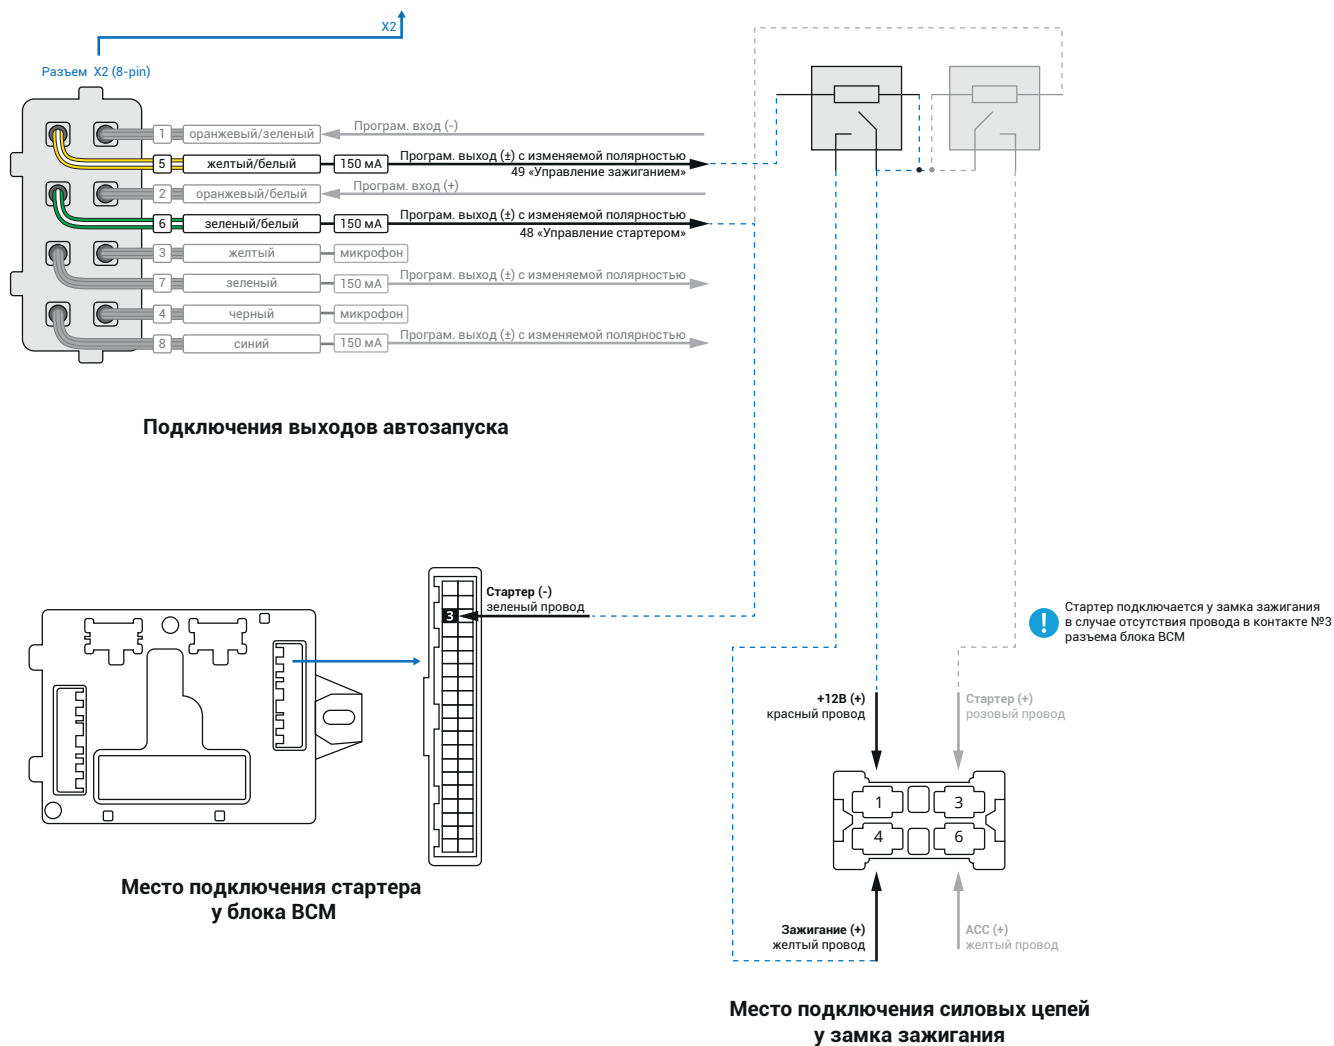 X2
Разъем X2 (8-pin)
1 оранжевый/зеленый Програм. вход (-)
5 желтый/белый 150 мА Програм. выход (±) с изменяемой полярностью
49 «Управление зажиганием»
2 оранжевый/белый Програм. вход (+)
6 зеленый/белый 150 мА Програм. выход (±) с изменяемой полярностью
48 «Управление стартером»
3 желтый микрофон
7 зеленый 150 мА Програм. выход (±) с изменяемой полярностью
4 черный микрофон
8 синий 150 мА Програм. выход (±) с изменяемой полярностью
Подключения выходов автозапуска
Стартер (-)
зеленый провод
3
Место подключения стартера
у блока BCM
! Стартер подключается у замка зажигания
в случае отсутствия провода в контакте №3
разъема блока BCM
+12В (+)
красный провод
Стартер (+)
розовый провод
1 3
4 6
Зажигание (+)
желтый провод
ACC (+)
желтый провод
Место подключения силовых цепей
у замка зажигания